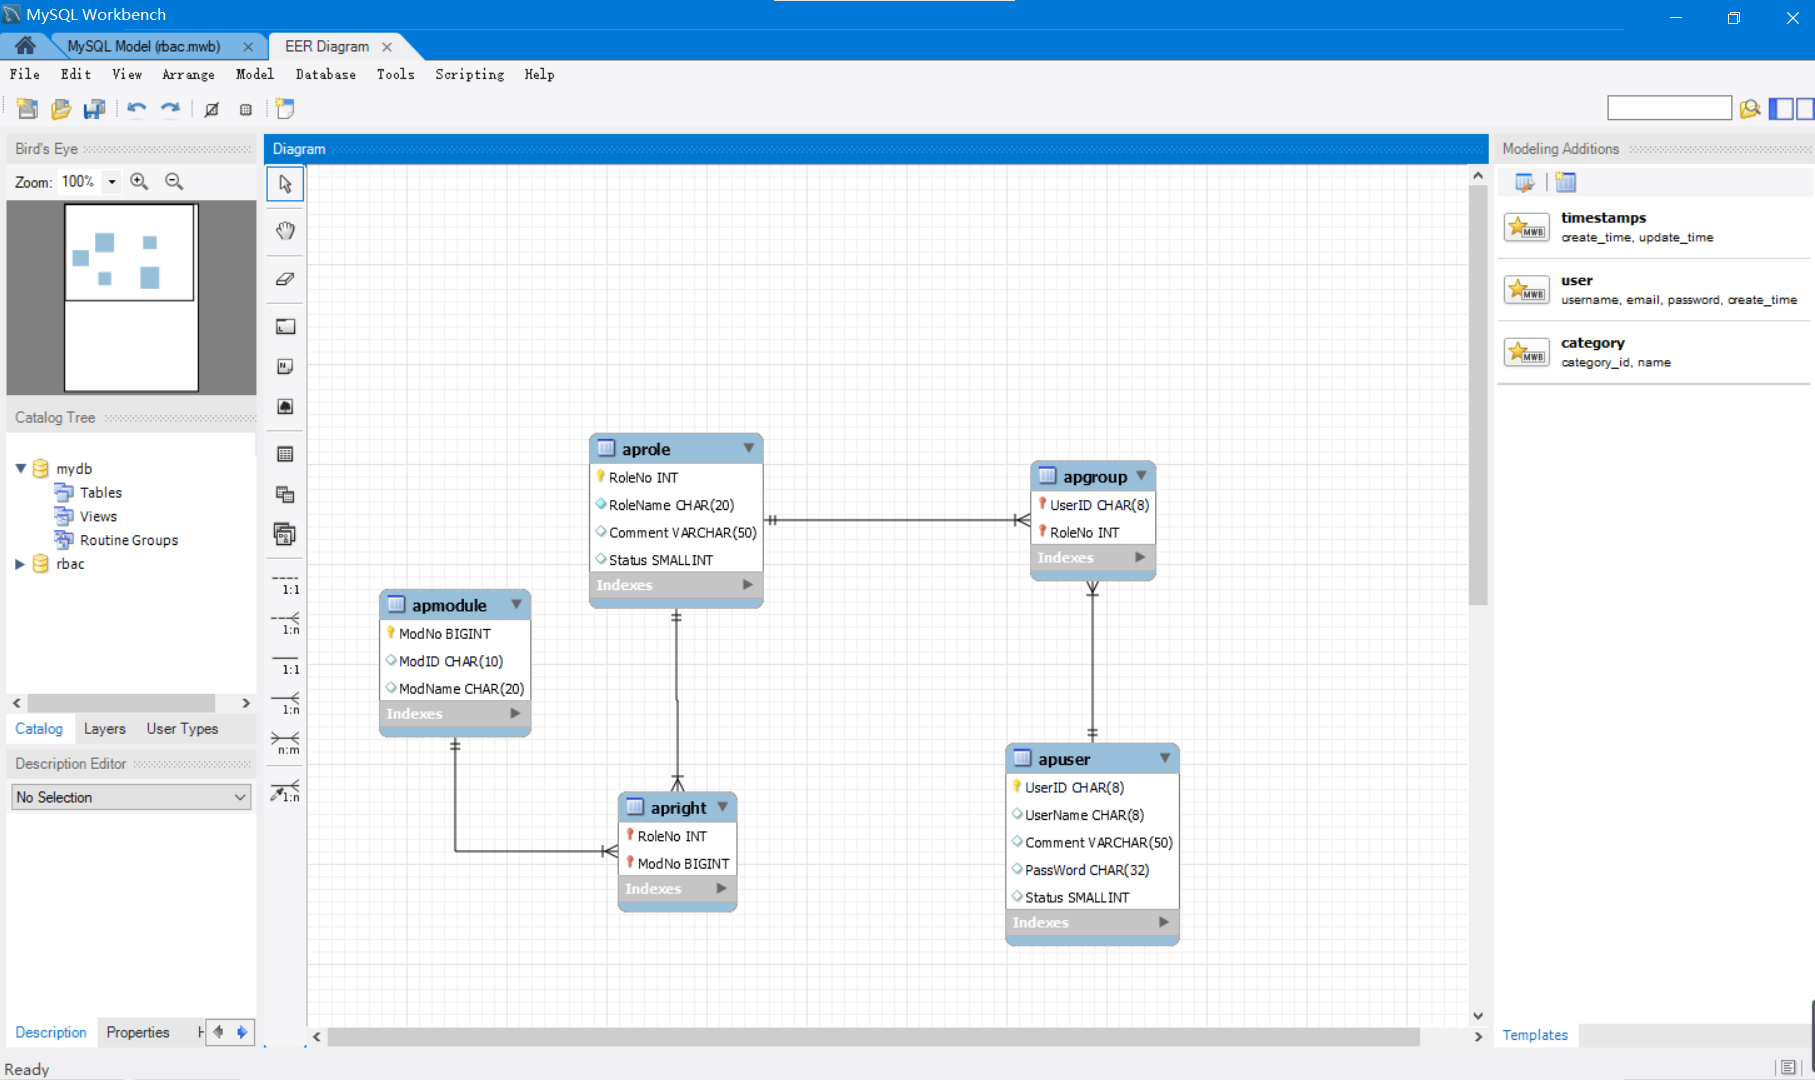 MySQL Workbench
MySQL Model (rbac.mwb)
EER Diagram
File Edit View Arrange Model Database Tools Scripting Help
Bird's Eye
Zoom: 100%
Catalog Tree
mydb
Tables
Views
Routine Groups
rbac
Catalog Layers User Types
Description Editor
No Selection
Description Properties H
Ready
Diagram
1:1
1:n
1:1
1:n
n:m
1:n
aprole
RoleNo INT
RoleName CHAR(20)
Comment VARCHAR(50)
Status SMALLINT
Indexes
apgroup
UserID CHAR(8)
RoleNo INT
Indexes
apmodule
ModNo BIGINT
ModID CHAR(10)
ModName CHAR(20)
Indexes
apright
RoleNo INT
ModNo BIGINT
Indexes
apuser
UserID CHAR(8)
UserName CHAR(8)
Comment VARCHAR(50)
PassWord CHAR(32)
Status SMALLINT
Indexes
Modeling Additions
MWB
timestamps
create_time, update_time
MWB
user
username, email, password, create_time
MWB
category
category_id, name
Templates